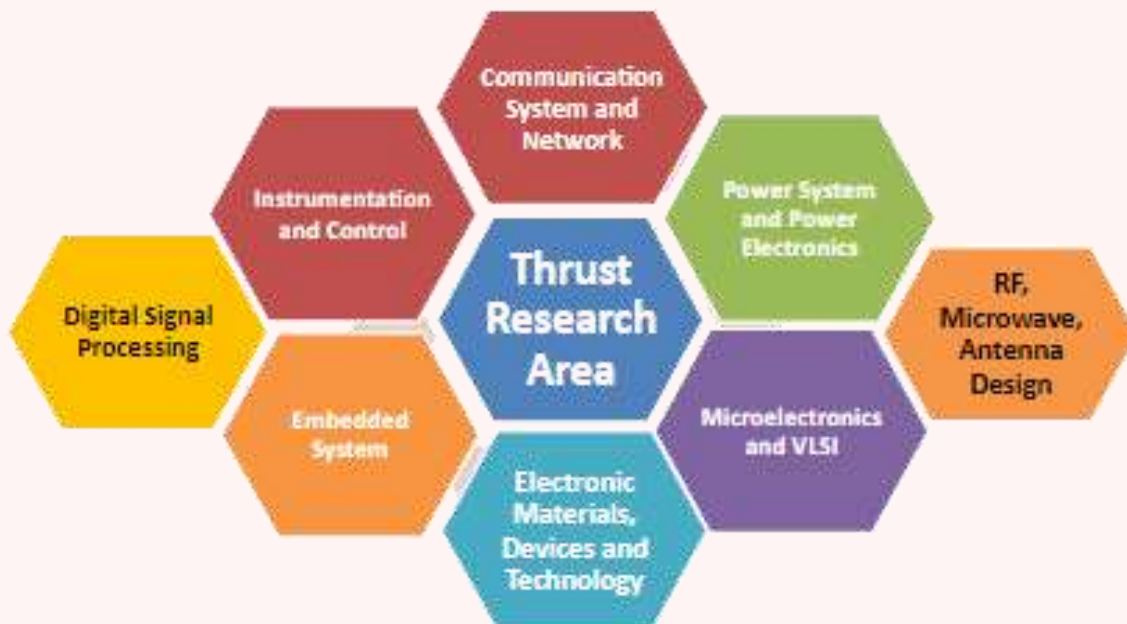 Communication
System and
Network
Instrumentation
and Control
Power System
and Power
Electronics
Thrust
Research
Area
Digital Signal
Processing
RF,
Microwave,
Antenna
Design
Embedded
System
Microelectronics
and VLSI
Electronic
Materials,
Devices and
Technology